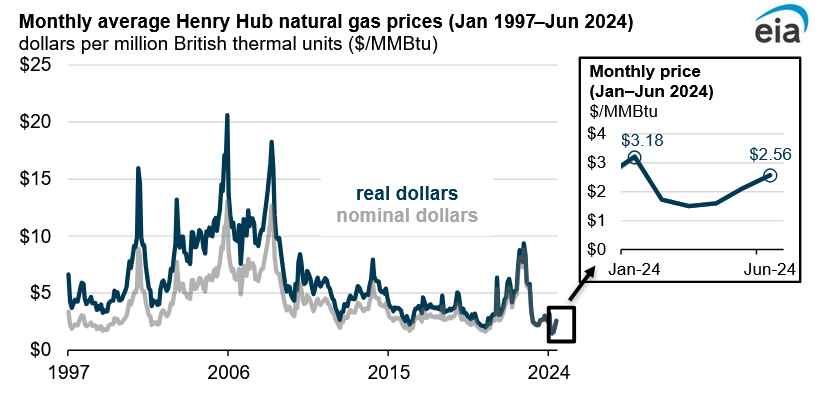 Monthly average Henry Hub natural gas prices (Jan 1997–Jun 2024)
dollars per million British thermal units ($/MMBtu)
eia
$25
$20
$15
$10
$5
$0
1997
2006
2015
2024
real dollars
nominal dollars
Monthly price
(Jan–Jun 2024)
$/MMBtu
$4
$3
$2
$1
$0
$3.18
$2.56
Jan-24
Jun-24